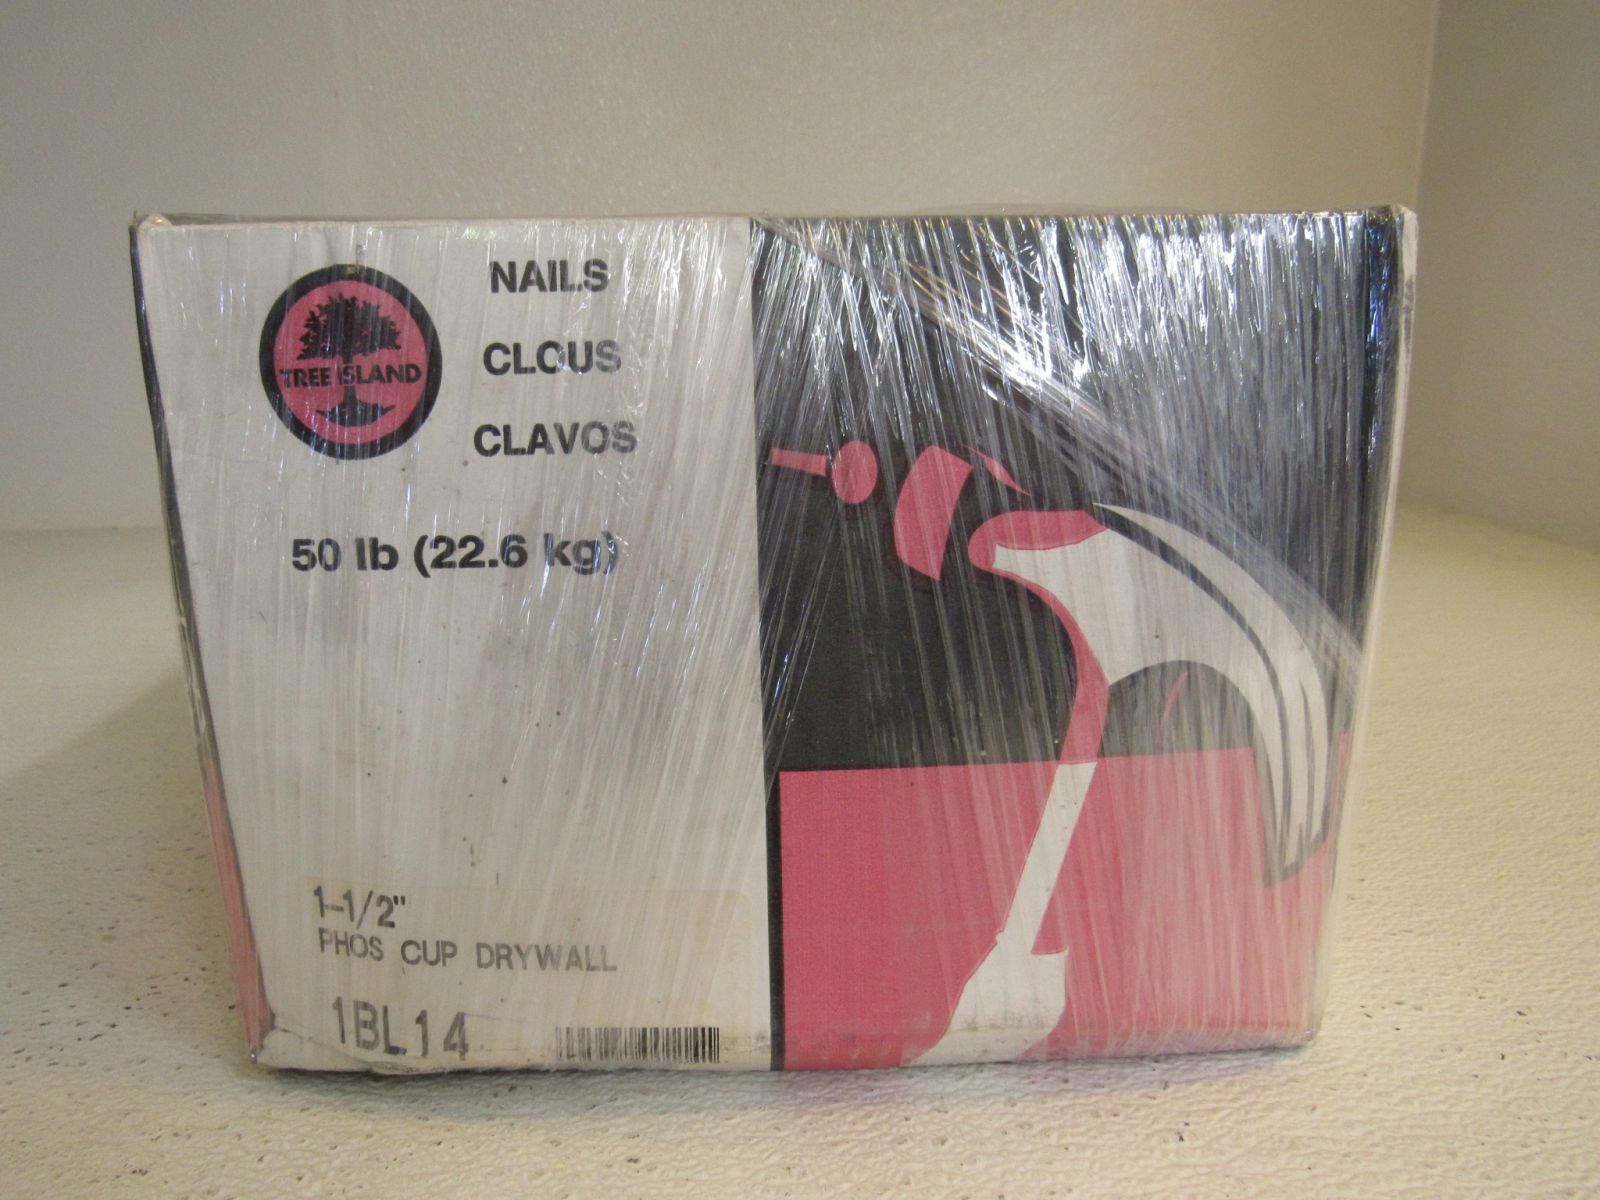 TREE ISLAND
NAILS
CLOUS
CLAVOS
50 lb (22.6 kg)
1-1/2"
PHOS CUP DRYWALL
1BL14